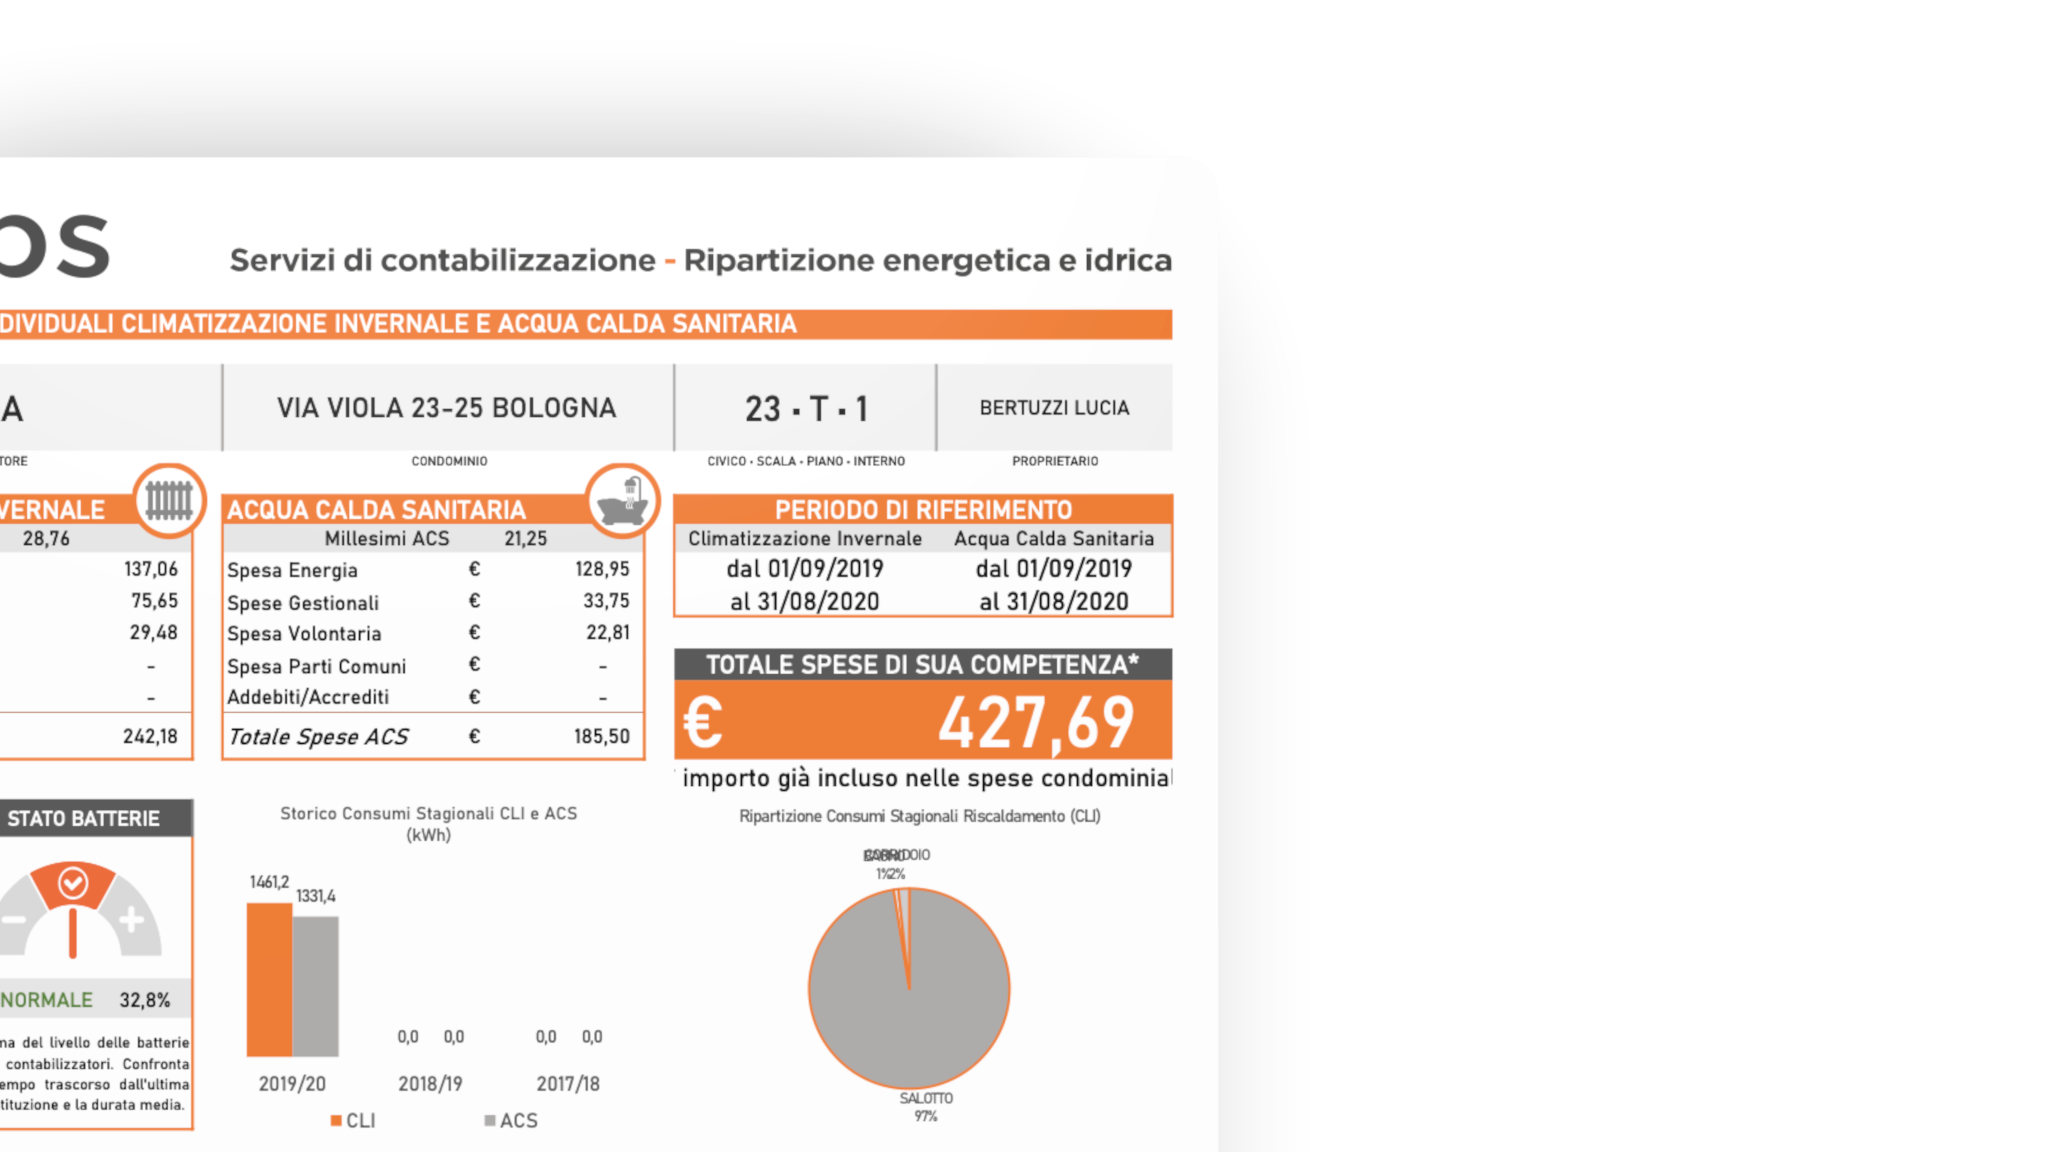 OS
Servizi di contabilizzazione - Ripartizione energetica e idrica
DIVIDUALI CLIMATIZZAZIONE INVERNALE E ACQUA CALDA SANITARIA
A
VIA VIOLA 23-25 BOLOGNA
23 · T · 1
BERTUZZI LUCIA
TORE
CONDOMINIO
CIVICO · SCALA · PIANO · INTERNO
PROPRIETARIO
VERNALE
28,76
137,06
75,65
29,48
-
-
242,18
ACQUA CALDA SANITARIA
Millesimi ACS 21,25
Spesa Energia € 128,95
Spese Gestionali € 33,75
Spesa Volontaria € 22,81
Spesa Parti Comuni € -
Addebiti/Accrediti € -
Totale Spese ACS € 185,50
PERIODO DI RIFERIMENTO
Climatizzazione Invernale Acqua Calda Sanitaria
dal 01/09/2019 dal 01/09/2019
al 31/08/2020 al 31/08/2020
TOTALE SPESE DI SUA COMPETENZA*
€ 427,69
importo già incluso nelle spese condominial
STATO BATTERIE
NORMALE 32,8%
ma del livello delle batterie
contabilizzatori. Confronta
empo trascorso dall'ultima
tituzione e la durata media.
Storico Consumi Stagionali CLI e ACS
(kWh)
1461,2
1331,4
0,0 0,0 0,0 0,0
2019/20 2018/19 2017/18
CLI ACS
Ripartizione Consumi Stagionali Riscaldamento (CLI)
CORRIDOIO
1% 2%
SALOTTO
97%